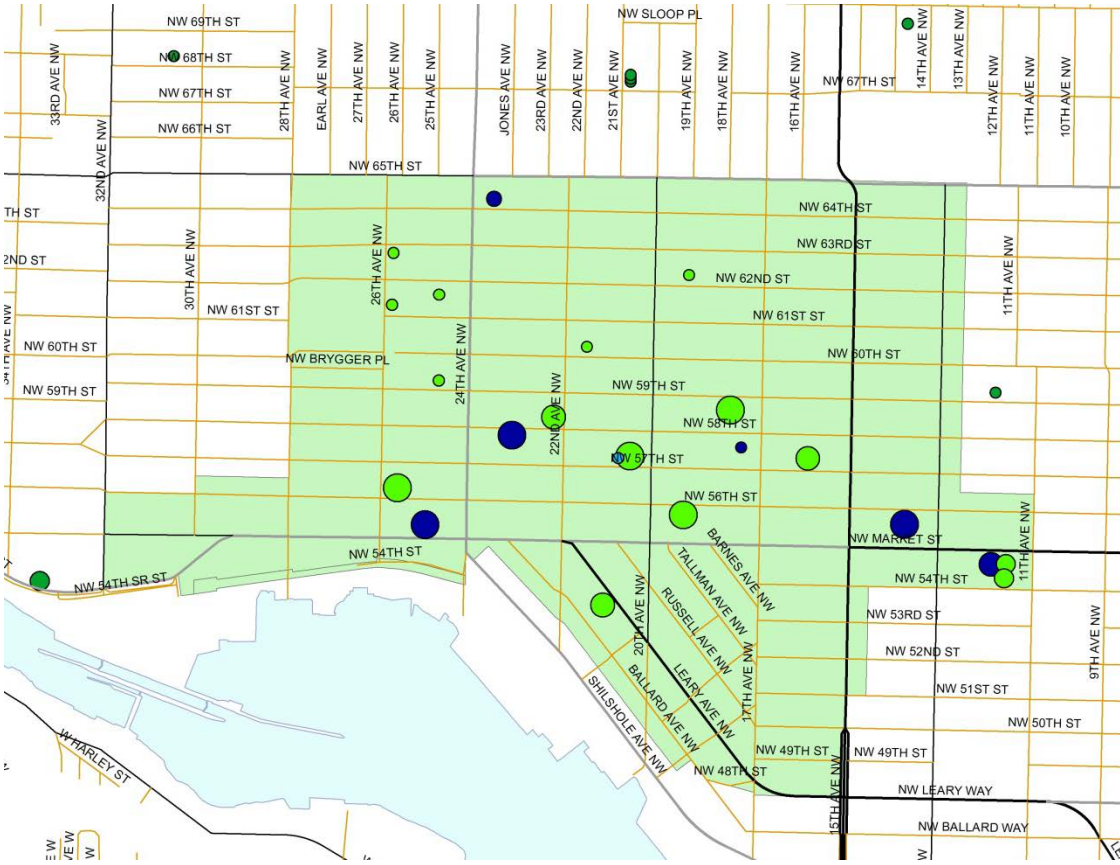 NW SLOOP PL
NW 69TH ST
NW 68TH ST
NW 67TH ST
NW 67TH ST
NW 66TH ST
33RD AVE NW
32ND AVE NW
28TH AVE NW
EARL AVE NW
27TH AVE NW
26TH AVE NW
25TH AVE NW
JONES AVE NW
23RD AVE NW
22ND AVE NW
21ST AVE NW
19TH AVE NW
18TH AVE NW
16TH AVE NW
14TH AVE NW
13TH AVE NW
12TH AVE NW
11TH AVE NW
10TH AVE NW
NW 65TH ST
TH ST
NW 64TH ST
NW 63RD ST
2ND ST
30TH AVE NW
26TH AVE NW
NW 62ND ST
11TH AVE NW
NW 61ST ST
NW 61ST ST
34TH AVE NW
NW 60TH ST
NW BRYGGER PL
24TH AVE NW
NW 60TH ST
NW 59TH ST
NW 59TH ST
22ND AVE NW
NW 58TH ST
NW 57TH ST
NW 56TH ST
NW MARKET ST
NW 54TH ST
BARNES AVE NW
TALLMAN AVE NW
RUSSELL AVE NW
11TH AVE NW
NW 54TH SR ST
NW 54TH ST
20TH AVE NW
NW 53RD ST
NW 52ND ST
9TH AVE NW
LEARY AVE NW
BALLARD AVE NW
SHILSHOLE AVE NW
17TH AVE NW
NW 51ST ST
NW 50TH ST
W HARLEY ST
NW 49TH ST
NW 49TH ST
NW 48TH ST
15TH AVE NW
NW LEARY WAY
NW BALLARD WAY